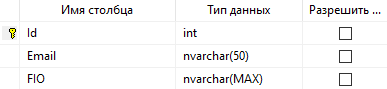 Имя столбца Тип данных Разрешить ...
Id int
Email nvarchar(50)
FIO nvarchar(MAX)